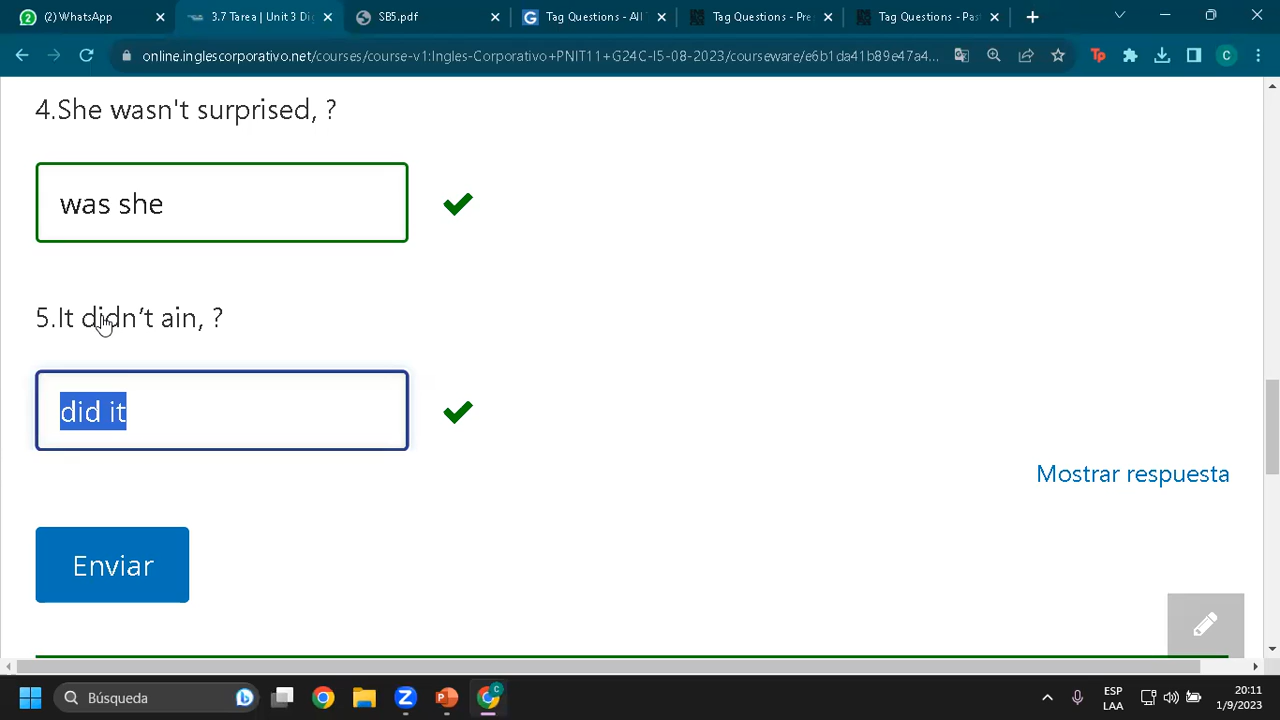 (2) WhatsApp
3.7 Tarea | Unit 3 Di
SB5.pdf
Tag Questions - All
Tag Questions - Pre
Tag Questions - Pas
online.inglescorporativo.net/courses/course-v1:Ingles-Corporativo+PNIT11+G24C-I5-08-2023/courseware/e6b1da41b89e47a4...
4.She wasn't surprised, ?
was she
5.It didn’t ain, ?
did it
Mostrar respuesta
Enviar
Búsqueda
ESP
LAA
20:11
1/9/2023